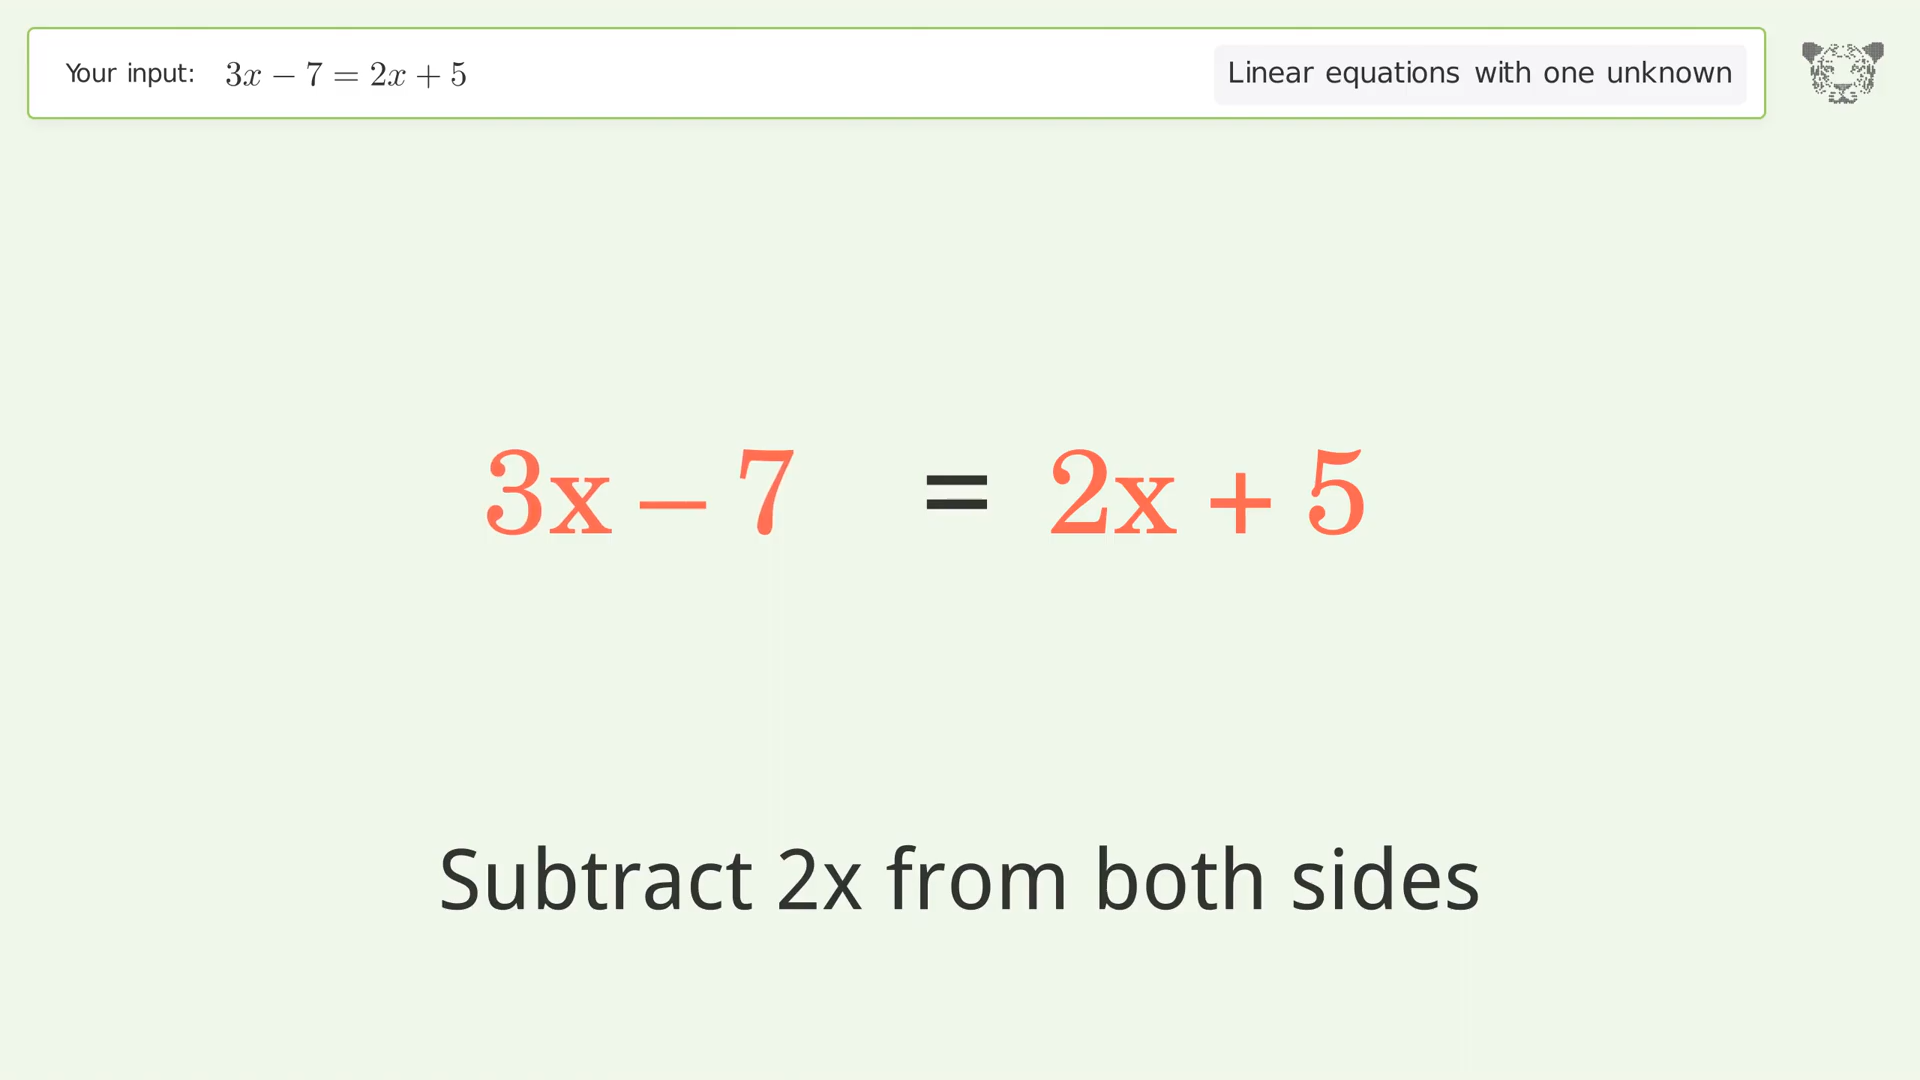 Your input: 3x − 7 = 2x + 5
Linear equations with one unknown
3x − 7 = 2x + 5
Subtract 2x from both sides